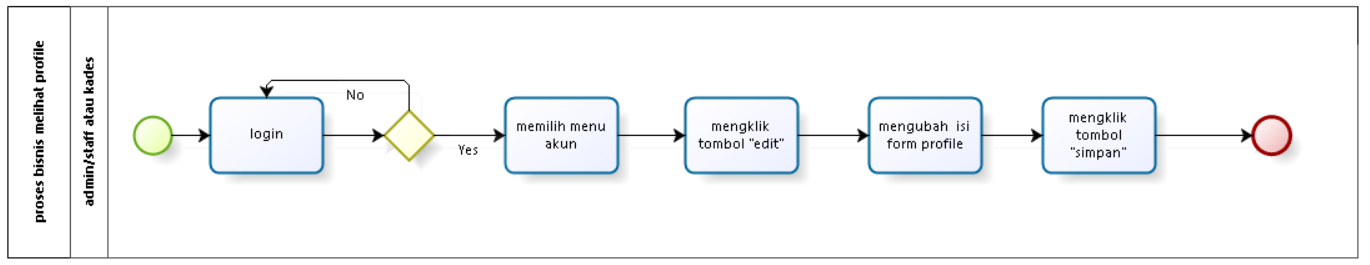 proses bisnis melihat profile
admin/staff atau kades
login
No
Yes
memilih menu
akun
mengklik
tombol "edit"
mengubah isi
form profile
mengklik
tombol
"simpan"